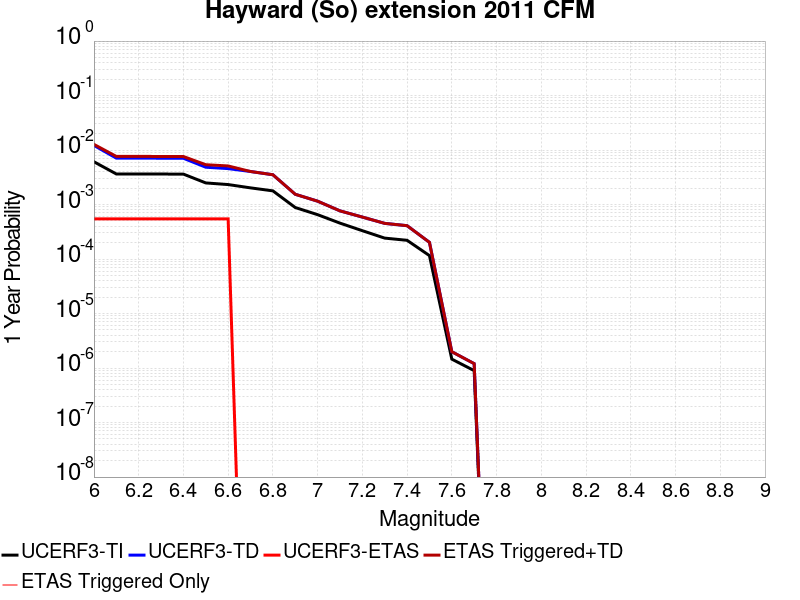 Hayward (So) extension 2011 CFM
10^0
10^-1
10^-2
10^-3
10^-4
10^-5
10^-6
10^-7
10^-8
1 Year Probability
6 6.2 6.4 6.6 6.8 7 7.2 7.4 7.6 7.8 8 8.2 8.4 8.6 8.8 9
Magnitude
UCERF3-TI UCERF3-TD UCERF3-ETAS ETAS Triggered+TD
ETAS Triggered Only